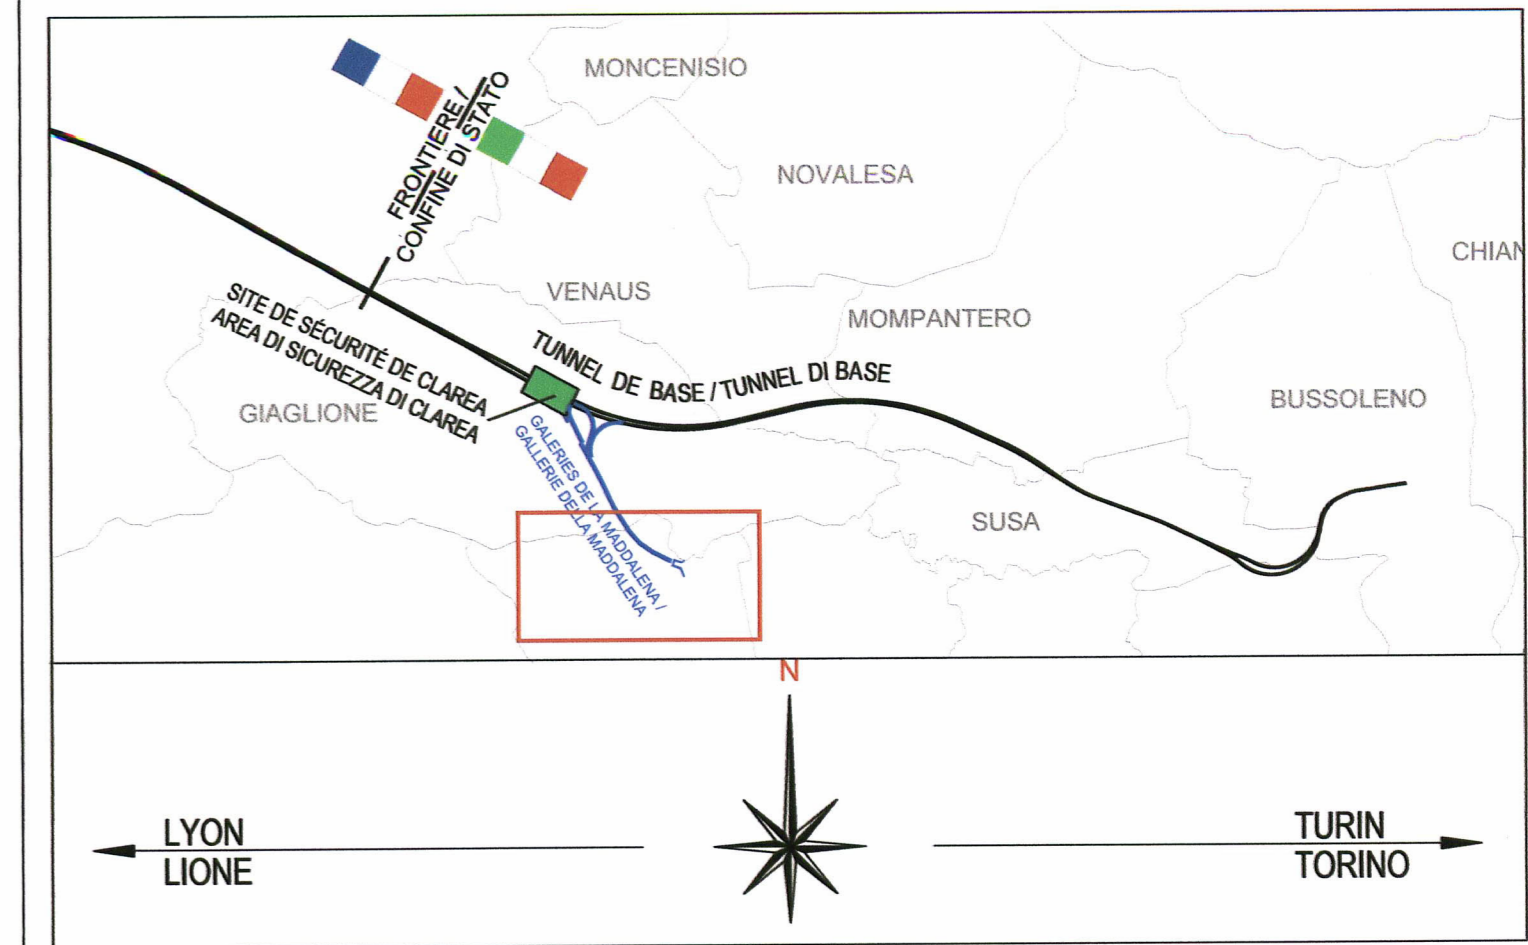 MONCENISIO
FRONTIERE /
CONFINE DI STATO
NOVALESA
CHIAN
VENAUS
MOMPANTERO
SITE DE SÉCURITÉ DE CLAREA
AREA DI SICUREZZA DI CLAREA
TUNNEL DE BASE / TUNNEL DI BASE
GIAGLIONE
BUSSOLENO
GALERIES DE LA MADDALENA /
GALLERIE DELLA MADDALENA
SUSA
N
LYON
LIONE
TURIN
TORINO